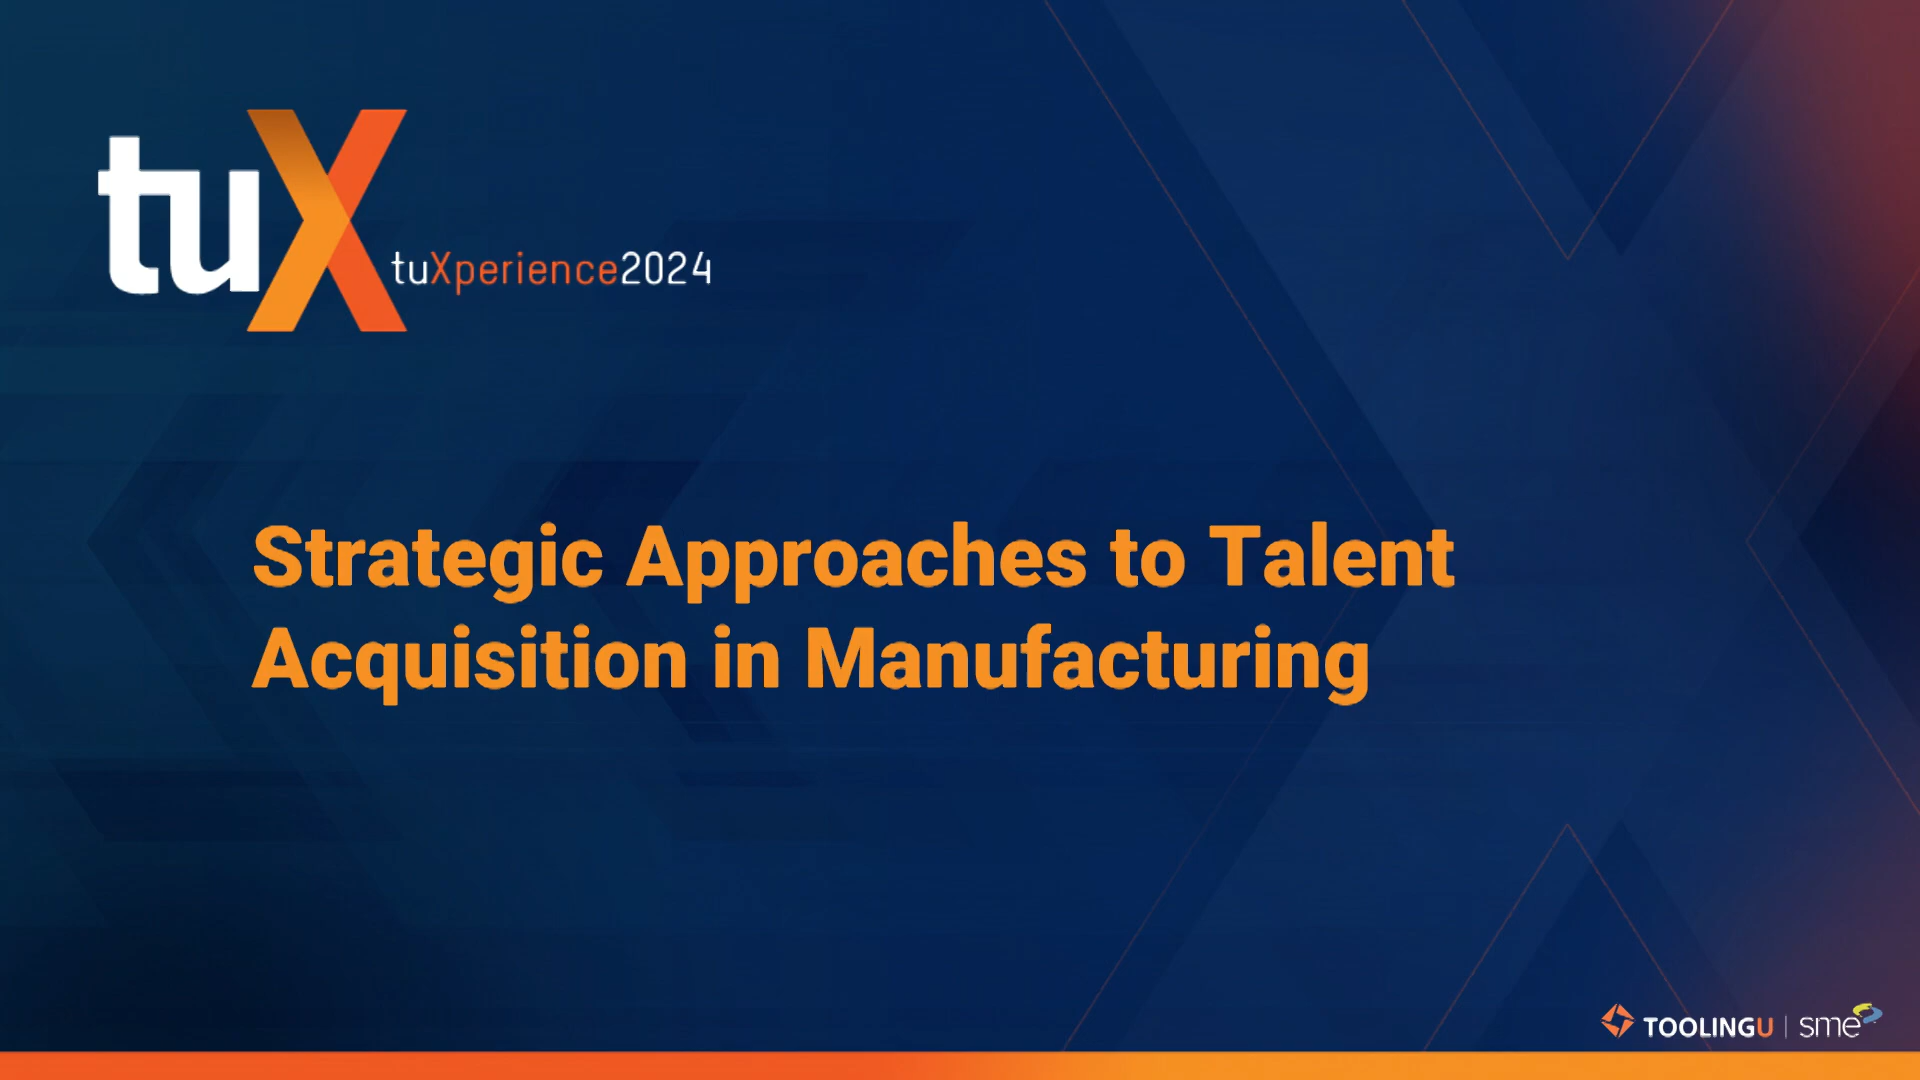 tuX
tuXperience2024
Strategic Approaches to Talent
Acquisition in Manufacturing
TOOLINGU | sme